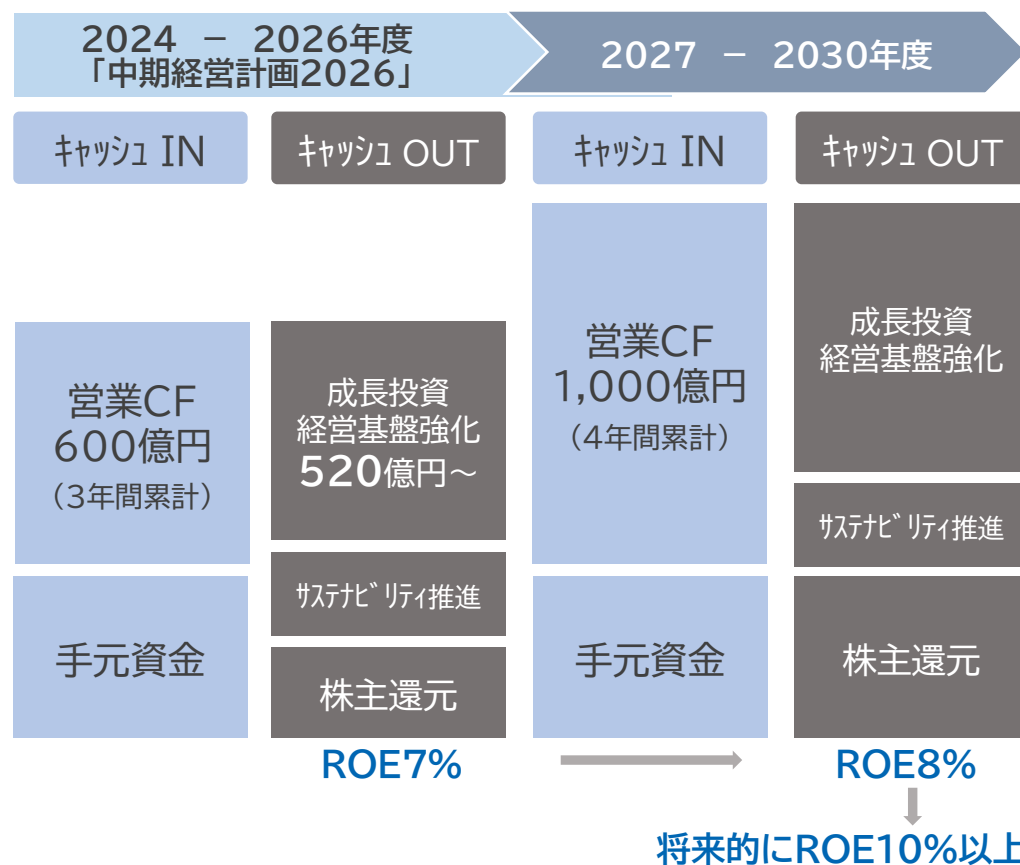 2024 － 2026年度
「中期経営計画2026」
2027 － 2030年度
ｷｬｯｼｭ IN
ｷｬｯｼｭ OUT
ｷｬｯｼｭ IN
ｷｬｯｼｭ OUT
営業CF
600億円
（3年間累計）
手元資金
成長投資
経営基盤強化
520億円～
ｻｽﾃﾅﾋﾞﾘﾃｨ推進
株主還元
営業CF
1,000億円
（4年間累計）
手元資金
成長投資
経営基盤強化
ｻｽﾃﾅﾋﾞﾘﾃｨ推進
株主還元
ROE7%
ROE8%
将来的にROE10%以上